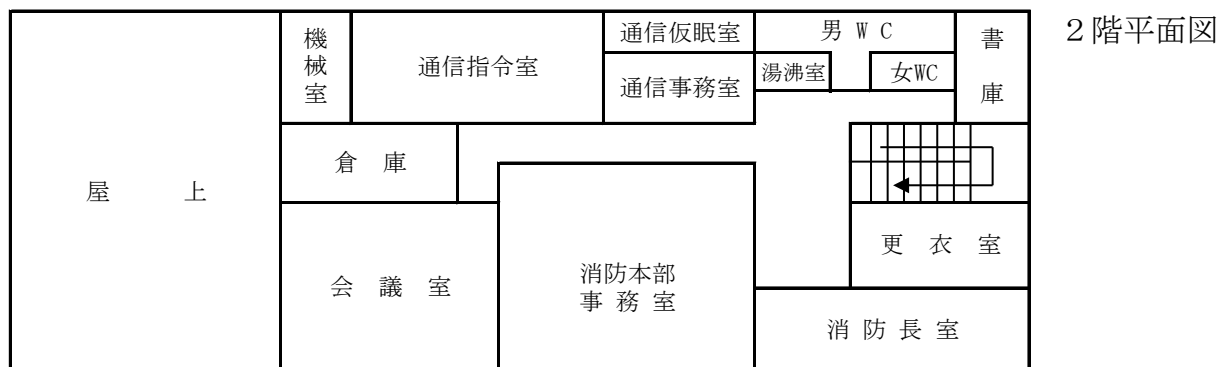 ２階平面図
機械室
通信指令室
通信仮眠室
男ＷＣ
書庫
通信事務室
湯沸室
女WC
倉庫
屋上
更衣室
会議室
消防本部
事務室
消防長室